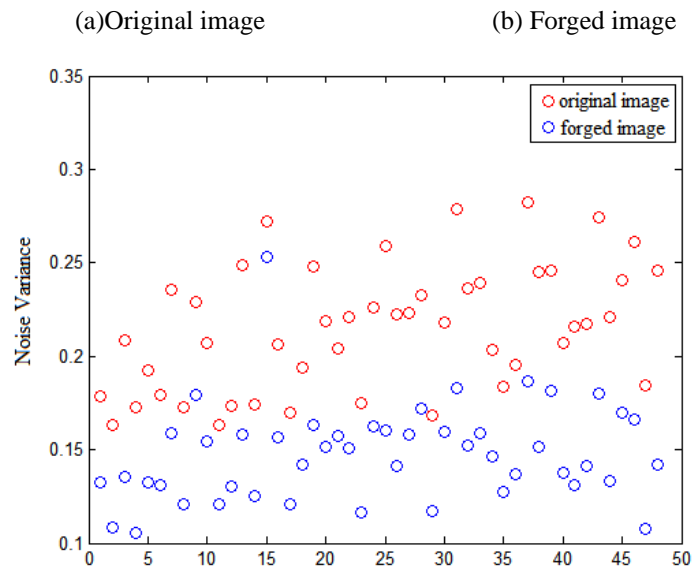 (a)Original image (b) Forged image
0.35
original image
forged image
0.3
0.25
Noise Variance
0.2
0.15
0.1
0 5 10 15 20 25 30 35 40 45 50